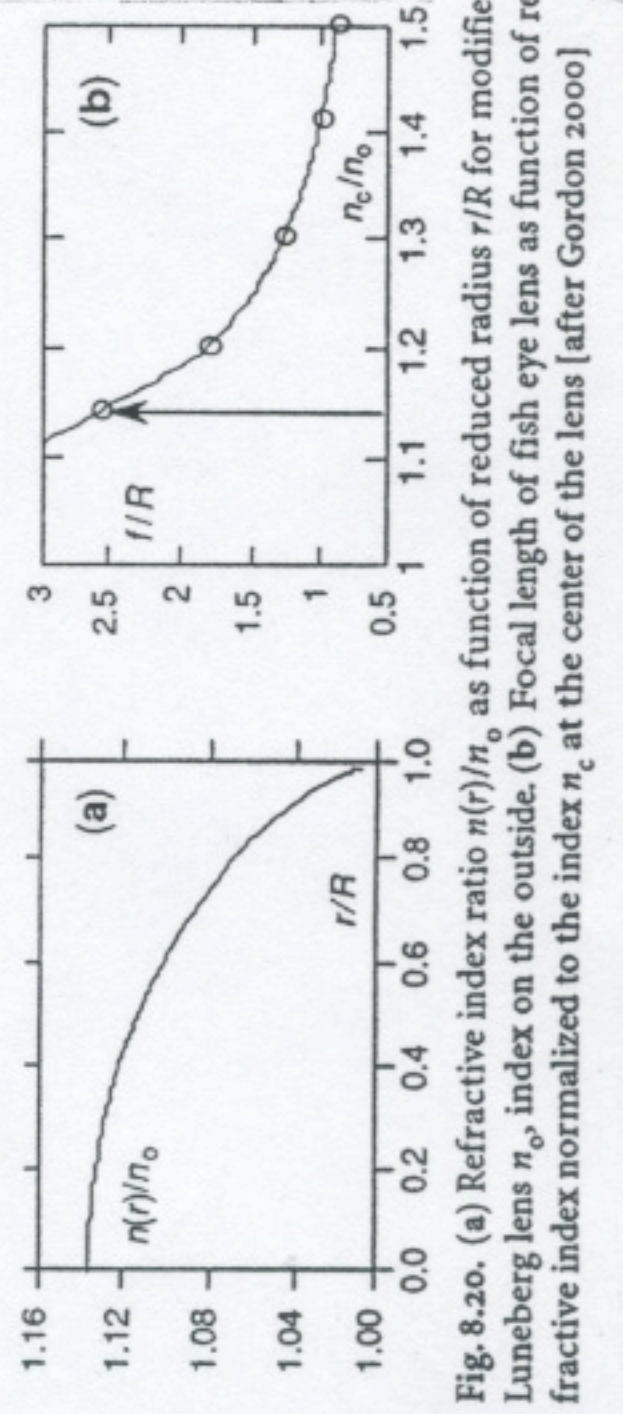 1.16
1.12
1.08
1.04
1.00
n(r)/n₀
(a)
r/R
0.0 0.2 0.4 0.6 0.8 1.0
3
2.5
2
1.5
1
0.5
f/R
(b)
n_c/n₀
1 1.1 1.2 1.3 1.4 1.5
Fig. 8.20. (a) Refractive index ratio n(r)/n₀ as function of reduced radius r/R for modifie
Luneberg lens n₀, index on the outside. (b) Focal length of fish eye lens as function of re
fractive index normalized to the index n_c at the center of the lens [after Gordon 2000]